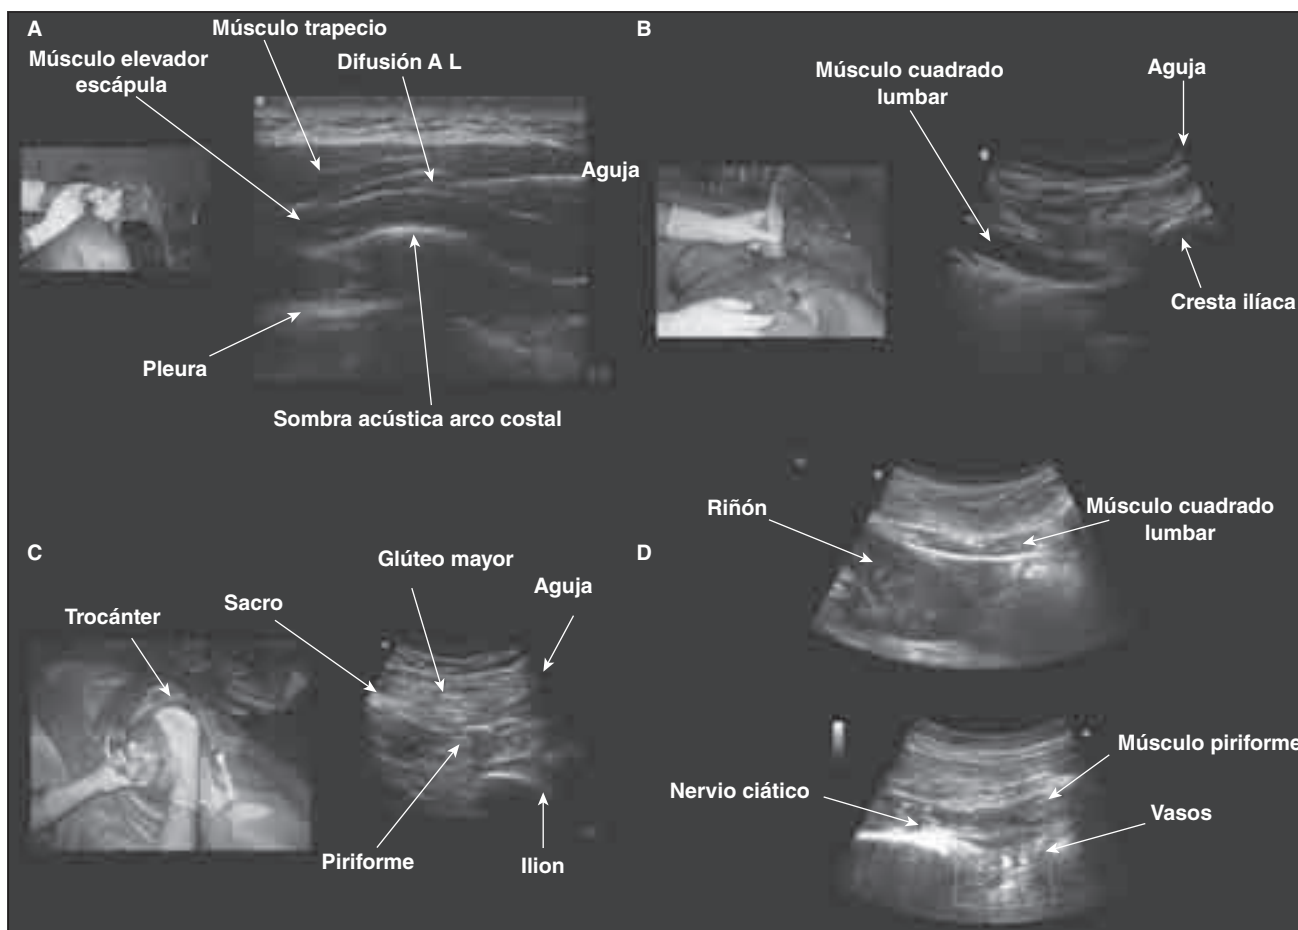 A
Músculo trapecio
Músculo elevador
escápula
Difusión A L
Aguja
Pleura
Sombra acústica arco costal
B
Músculo cuadrado
lumbar
Aguja
Cresta ilíaca
C
Trocánter
Sacro
Glúteo mayor
Aguja
Piriforme
Ilion
D
Riñón
Músculo cuadrado
lumbar
Nervio ciático
Músculo piriforme
Vasos